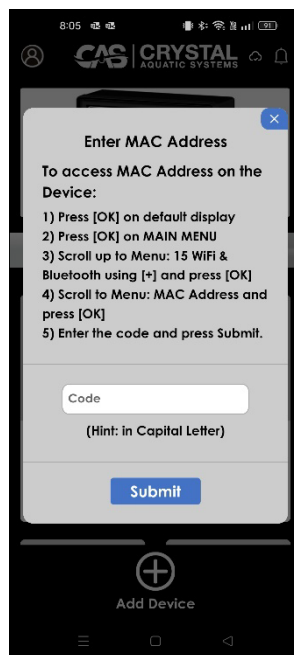 8:05
91
CAS CRYSTAL
AQUATIC SYSTEMS
Enter MAC Address
To access MAC Address on the
Device:
1) Press [OK] on default display
2) Press [OK] on MAIN MENU
3) Scroll up to Menu: 15 WiFi &
Bluetooth using [+] and press [OK]
4) Scroll to Menu: MAC Address and
press [OK]
5) Enter the code and press Submit.
Code
(Hint: in Capital Letter)
Submit
Add Device